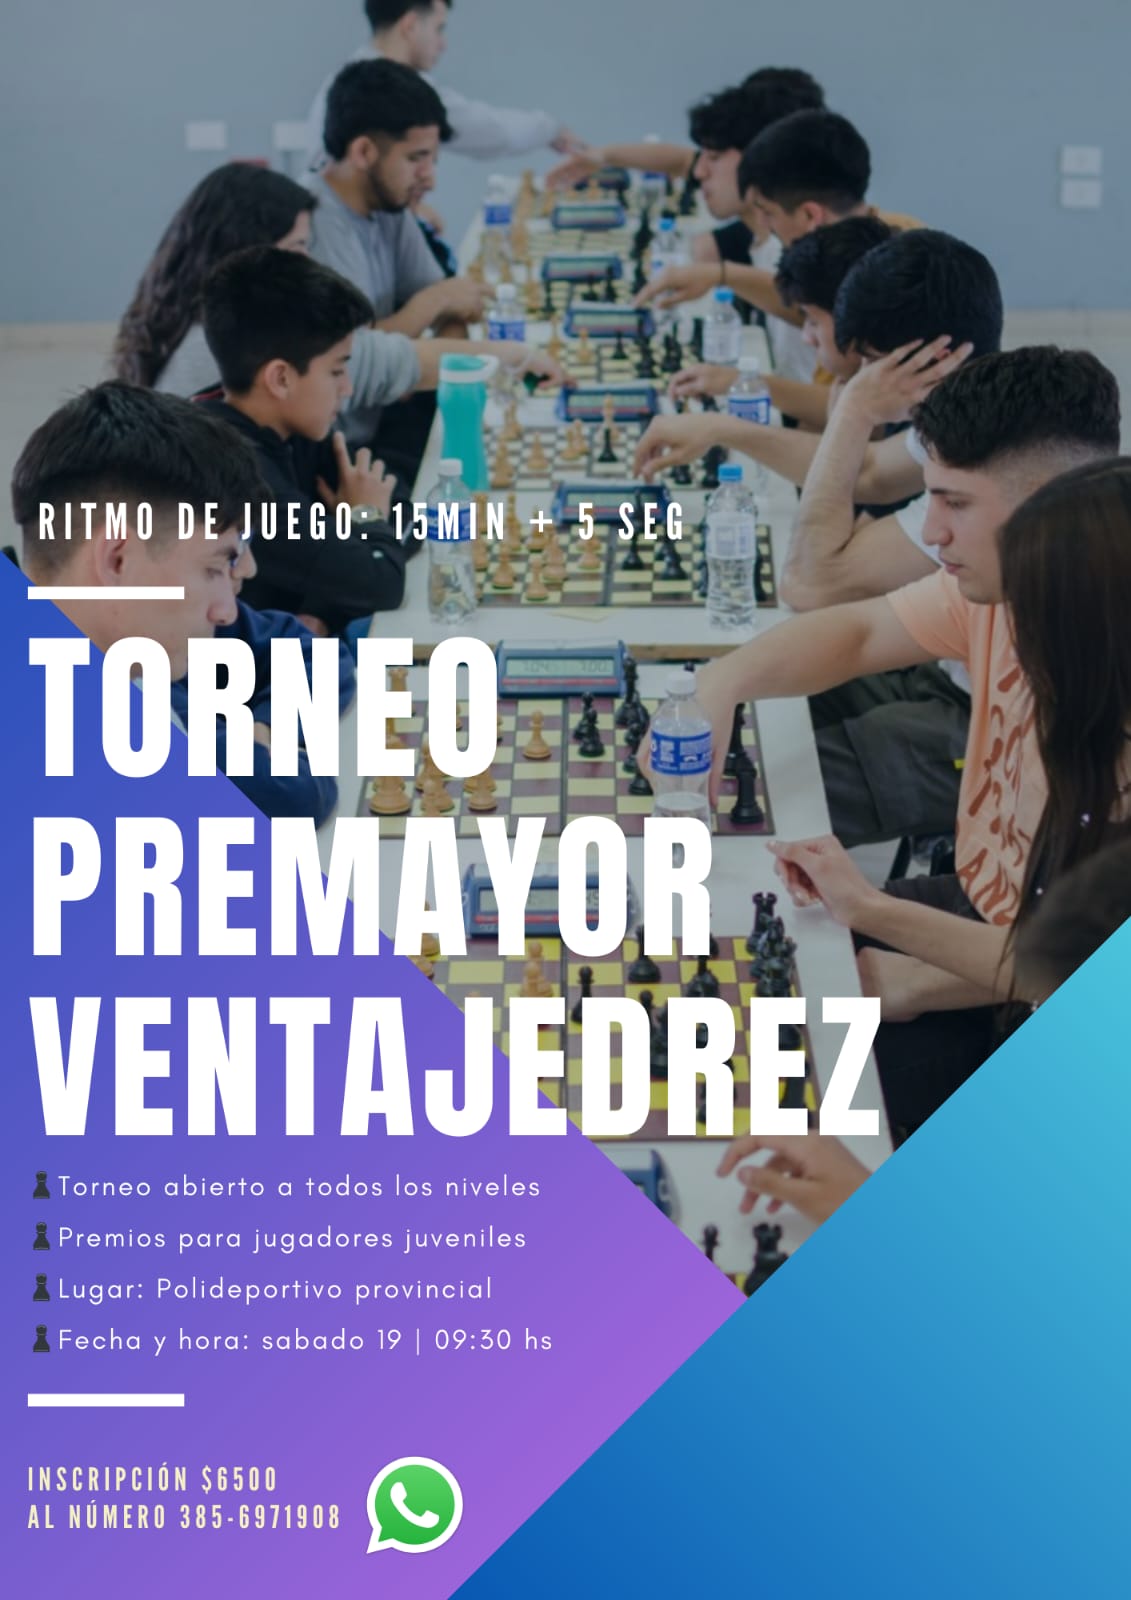 RITMO DE JUEGO: 15MIN + 5 SEG
TORNEO
PREMAYOR
VENTAJEDREZ
Torneo abierto a todos los niveles
Premios para jugadores juveniles
Lugar: Polideportivo provincial
Fecha y hora: sabado 19 | 09:30 hs
INSCRIPCIÓN $6500
AL NÚMERO 385-6971908